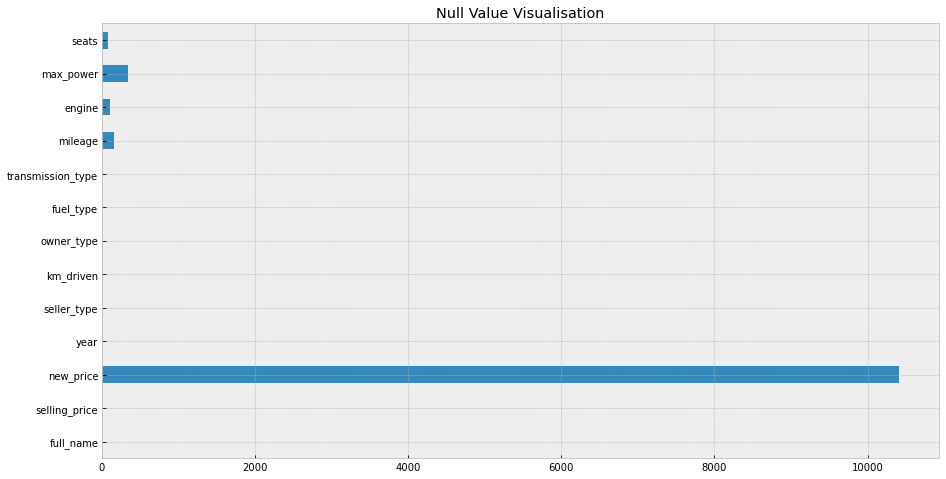 Null Value Visualisation
seats
max_power
engine
mileage
transmission_type
fuel_type
owner_type
km_driven
seller_type
year
new_price
selling_price
full_name
0 2000 4000 6000 8000 10000